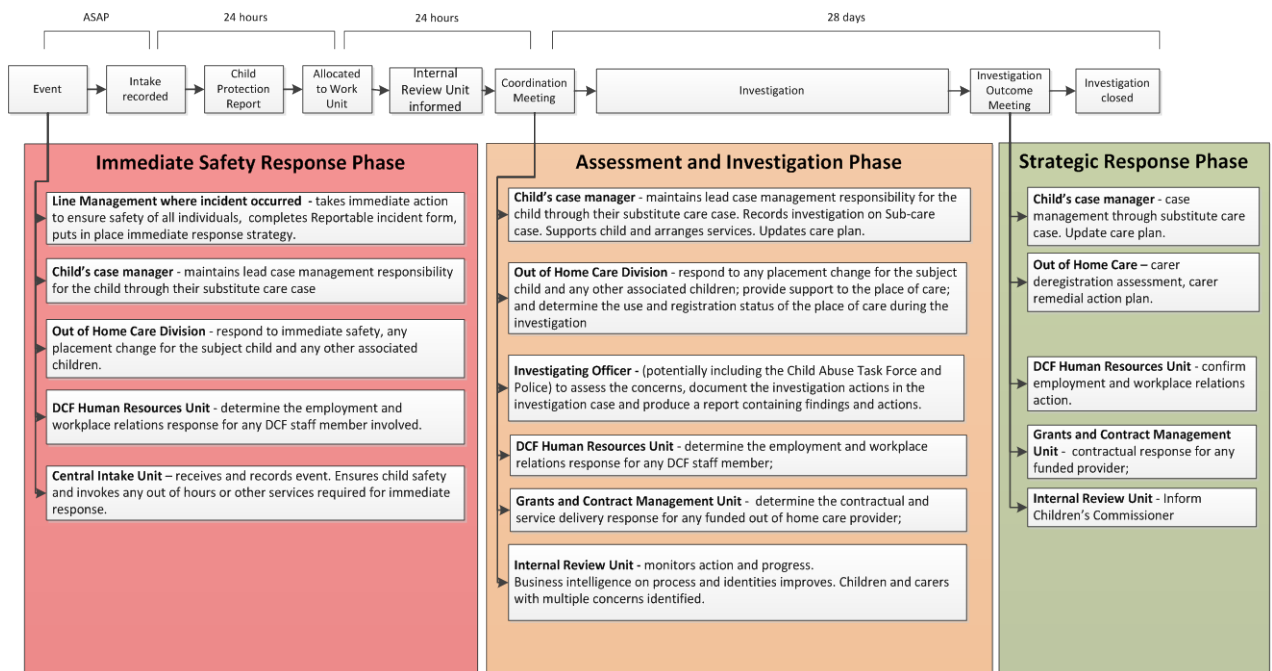 ASAP
24 hours
24 hours
28 days
Event
Intake
recorded
Child
Protection
Report
Allocated
to Work
Unit
Internal
Review Unit
informed
Coordination
Meeting
Investigation
Investigation
Outcome
Meeting
Investigation
closed
Immediate Safety Response Phase
Line Management where incident occurred - takes immediate action
to ensure safety of all individuals, completes Reportable incident form,
puts in place immediate response strategy.
Child's case manager - maintains lead case management responsibility
for the child through their substitute care case
Out of Home Care Division - respond to immediate safety, any
placement change for the subject child and any other associated
children.
DCF Human Resources Unit - determine the employment and
workplace relations response for any DCF staff member involved.
Central Intake Unit – receives and records event. Ensures child safety
and invokes any out of hours or other services required for immediate
response.
Assessment and Investigation Phase
Child's case manager - maintains lead case management responsibility for
the child through their substitute care case. Records investigation on Sub-care
case. Supports child and arranges services. Updates care plan.
Out of Home Care Division - respond to any placement change for the subject
child and any other associated children; provide support to the place of care;
and determine the use and registration status of the place of care during the
investigation
Investigating Officer - (potentially including the Child Abuse Task Force and
Police) to assess the concerns, document the investigation actions in the
investigation case and produce a report containing findings and actions.
DCF Human Resources Unit - determine the employment and workplace
relations response for any DCF staff member;
Grants and Contract Management Unit - determine the contractual and
service delivery response for any funded out of home care provider;
Internal Review Unit - monitors action and progress.
Business intelligence on process and identities improves. Children and carers
with multiple concerns identified.
Strategic Response Phase
Child's case manager - case
management through substitute care
case. Update care plan.
Out of Home Care – carer
deregistration assessment, carer
remedial action plan.
DCF Human Resources Unit - confirm
employment and workplace relations
action.
Grants and Contract Management
Unit - contractual response for any
funded provider;
Internal Review Unit - Inform
Children's Commissioner